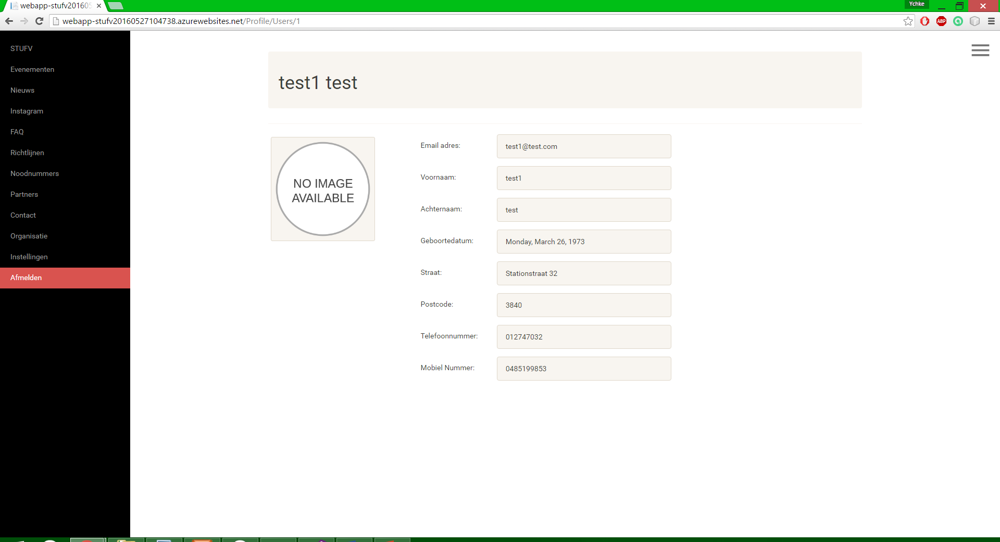 webapp-stufv201605
Ychke
webapp-stufv20160527104738.azurewebsites.net/Profile/Users/1
ABP
STUFV
Evenementen
Nieuws
Instagram
FAQ
Richtlijnen
Noodnummers
Partners
Contact
Organisatie
Instellingen
Afmelden
test1 test
NO IMAGE
AVAILABLE
Email adres: test1@test.com
Voornaam: test1
Achternaam: test
Geboortedatum: Monday, March 26, 1973
Straat: Stationstraat 32
Postcode: 3840
Telefoonnummer: 012747032
Mobiel Nummer: 0485199853